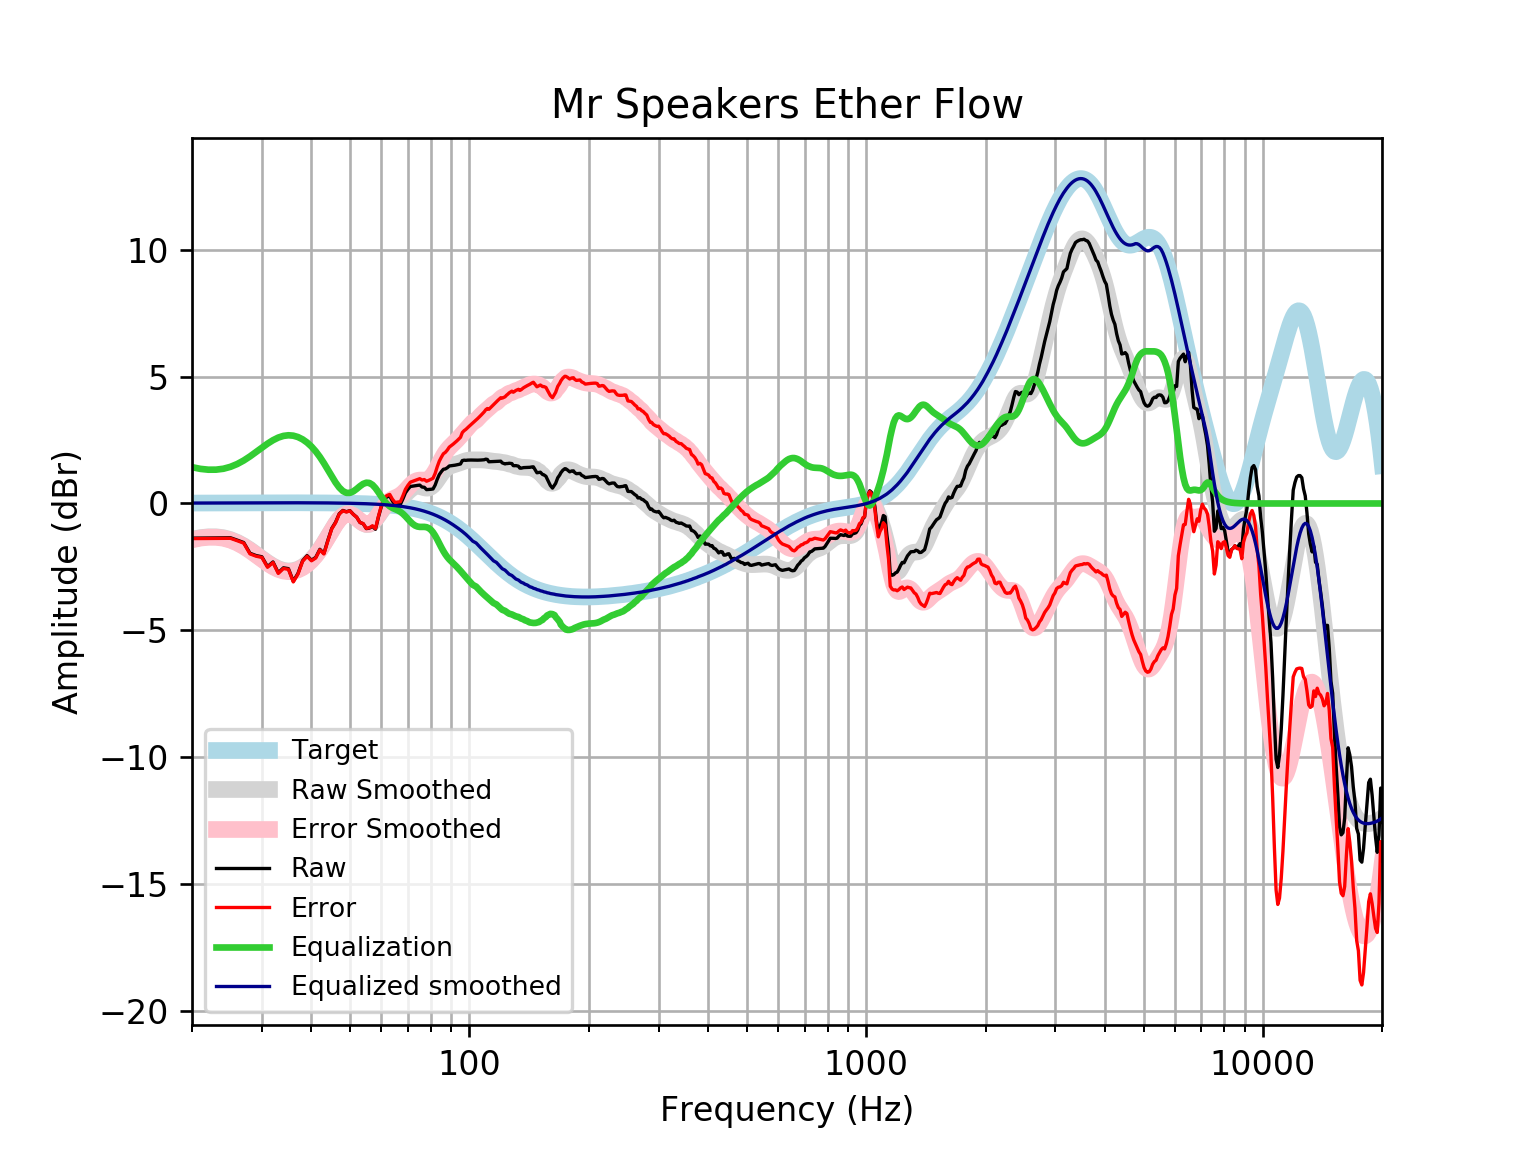 Mr Speakers Ether Flow
Amplitude (dBr)
10
5
0
−5
−10
−15
−20
Target
Raw Smoothed
Error Smoothed
Raw
Error
Equalization
Equalized smoothed
100
1000
10000
Frequency (Hz)